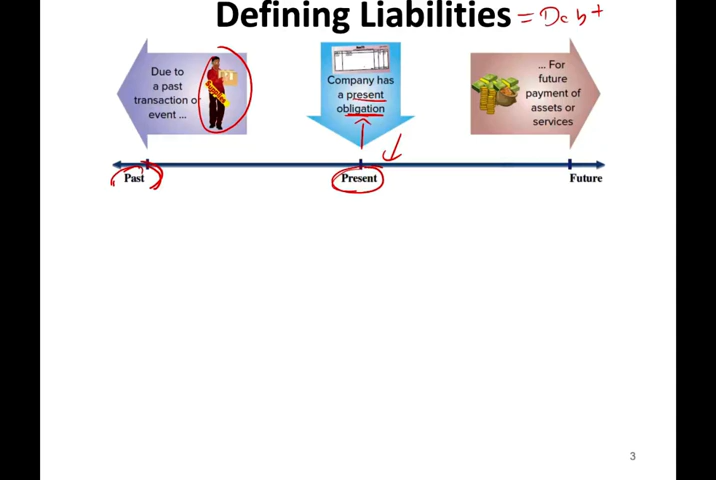 Defining Liabilities = Debt
Due to
a past
transaction or
event ...
Company has
a present
obligation
... For
future
payment of
assets or
services
Past
Present
Future
3